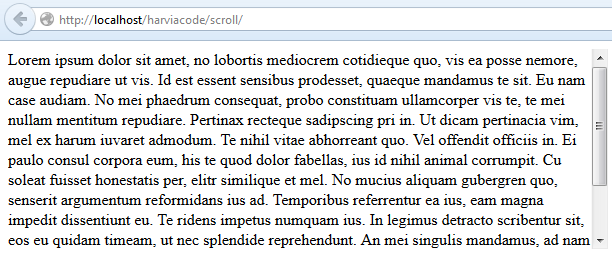 http://localhost/harviacode/scroll/
Lorem ipsum dolor sit amet, no lobortis mediocrem cotidieque quo, vis ea posse nemore,
augue repudiare ut vis. Id est essent sensibus prodesset, quaeque mandamus te sit. Eu nam
case audiam. No mei phaedrum consequat, probo constituam ullamcorper vis te, te mei
nullam mentitum repudiare. Pertinax recteque sadipscing pri in. Ut dicam pertinacia vim,
mel ex harum iuvaret admodum. Te nihil vitae abhorreant quo. Vel offendit officiis in. Ei
paulo consul corpora eum, his te quod dolor fabellas, ius id nihil animal corrumpit. Cu
soleat fuisset honestatis per, elitr similique et mel. No mucius aliquam gubergren quo,
senserit argumentum reformidans ius ad. Temporibus referrentur ea ius, eam magna
impedit dissentiunt eu. Te ridens impetus numquam ius. In legimus detracto scribentur sit,
eos eu quidam timeam, ut nec splendide reprehendunt. An mei singulis mandamus, ad nam